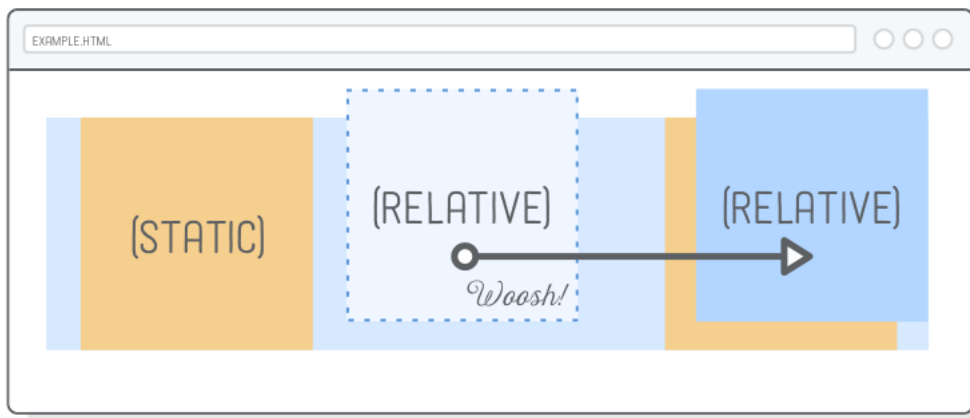 EXAMPLE.HTML
(STATIC)
(RELATIVE)
Woosh!
(RELATIVE)